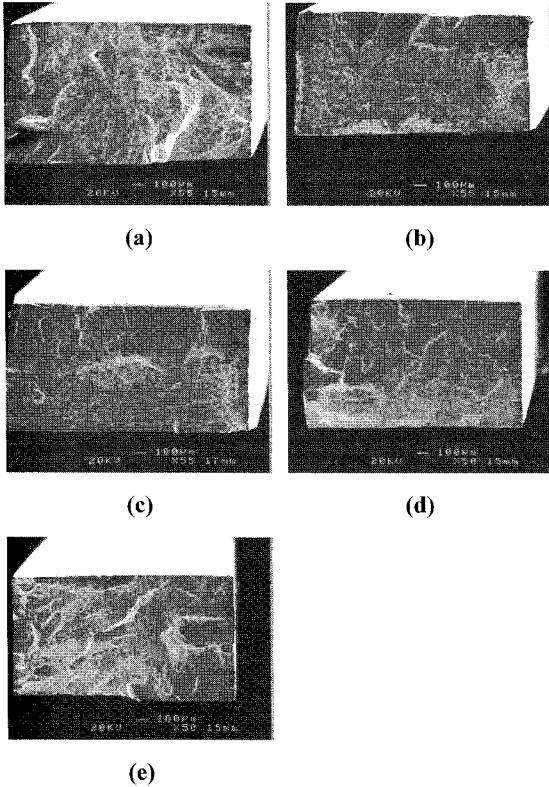 100µm
20KV X55 15mm
100µm
20KV X55 15mm
(a)
(b)
100µm
20KV X55 17mm
100µm
20KV X50 15mm
(c)
(d)
100µm
20KV X50 15mm
(e)